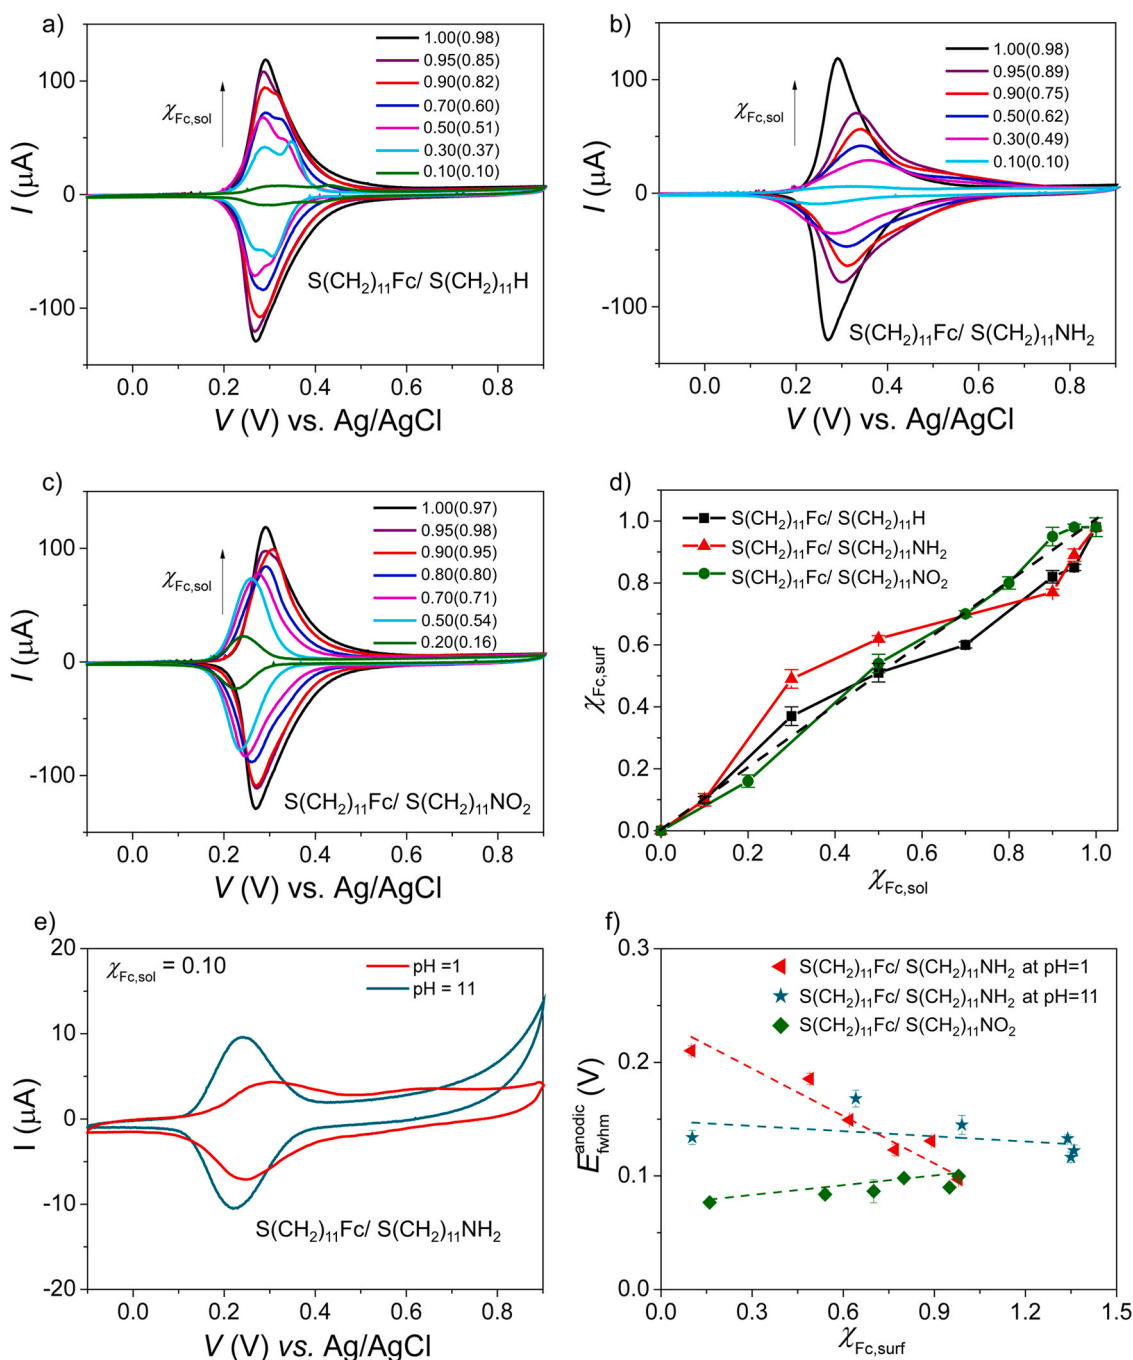 a)
1.00(0.98)
0.95(0.85)
0.90(0.82)
0.70(0.60)
0.50(0.51)
0.30(0.37)
0.10(0.10)
χFc,sol
100
0
-100
I (μA)
S(CH2)11Fc/ S(CH2)11H
0.0 0.2 0.4 0.6 0.8
V (V) vs. Ag/AgCl
b)
1.00(0.98)
0.95(0.89)
0.90(0.75)
0.50(0.62)
0.30(0.49)
0.10(0.10)
χFc,sol
100
0
-100
I (μA)
S(CH2)11Fc/ S(CH2)11NH2
0.0 0.2 0.4 0.6 0.8
V (V) vs. Ag/AgCl
c)
1.00(0.97)
0.95(0.98)
0.90(0.95)
0.80(0.80)
0.70(0.71)
0.50(0.54)
0.20(0.16)
χFc,sol
100
0
-100
I (μA)
S(CH2)11Fc/ S(CH2)11NO2
0.0 0.2 0.4 0.6 0.8
V (V) vs. Ag/AgCl
d)
S(CH2)11Fc/ S(CH2)11H
S(CH2)11Fc/ S(CH2)11NH2
S(CH2)11Fc/ S(CH2)11NO2
1.0
0.8
0.6
0.4
0.2
0.0
χFc,surf
0.0 0.2 0.4 0.6 0.8 1.0
χFc,sol
e)
χFc,sol = 0.10
pH =1
pH = 11
20
10
0
-10
-20
I (μA)
S(CH2)11Fc/ S(CH2)11NH2
0.0 0.2 0.4 0.6 0.8
V (V) vs. Ag/AgCl
f)
S(CH2)11Fc/ S(CH2)11NH2 at pH=1
S(CH2)11Fc/ S(CH2)11NH2 at pH=11
S(CH2)11Fc/ S(CH2)11NO2
0.3
0.2
0.1
0.0
E anodic fwhm (V)
0.0 0.3 0.6 0.9 1.2 1.5
χFc,surf